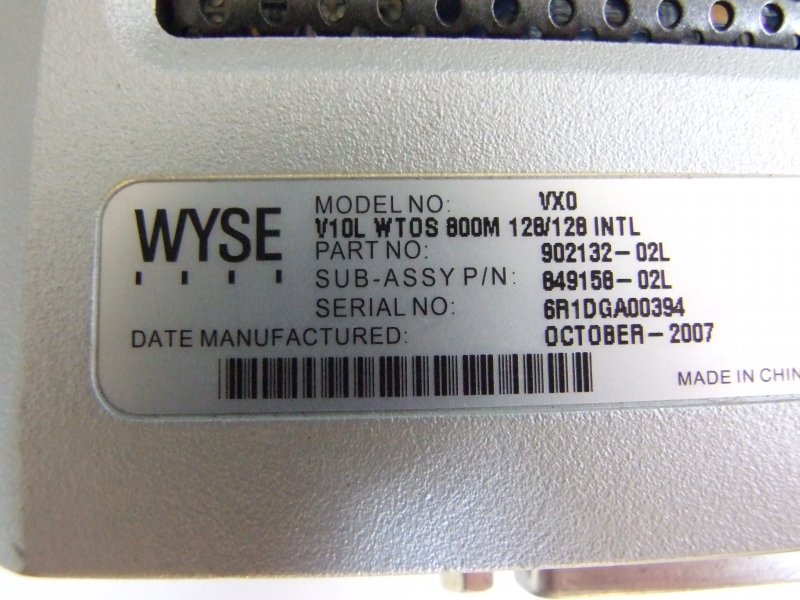 WYSE
MODEL NO: VX0
V10L WTOS 800M 128/128 INTL
PART NO: 902132-02L
SUB-ASSY P/N: 849158-02L
SERIAL NO: 6R1DGA00394
DATE MANUFACTURED: OCTOBER-2007
MADE IN CHIN